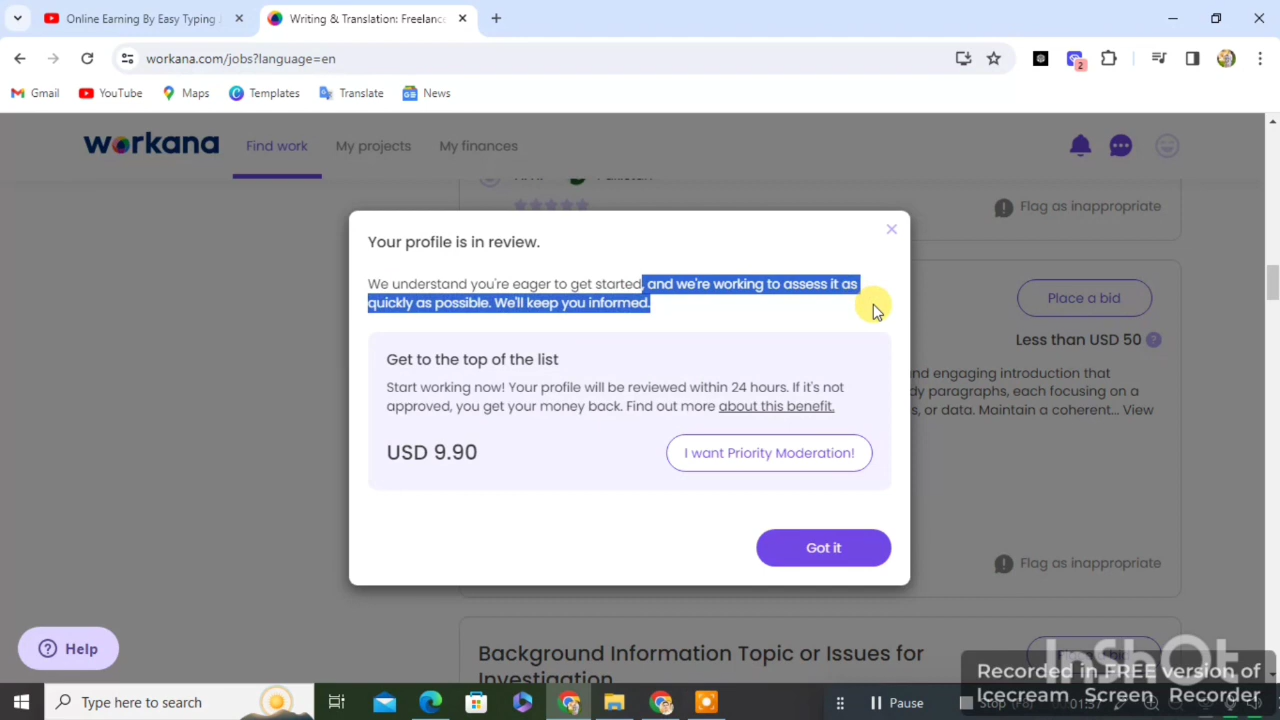 Online Earning By Easy Typing
Writing & Translation: Freelance
workana.com/jobs?language=en
2
Gmail YouTube Maps Templates Translate News
workana Find work My projects My finances
Flag as inappropriate
Your profile is in review.
We understand you're eager to get started, and we're working to assess it as
quickly as possible. We'll keep you informed.
Place a bid
Less than USD 50 ?
Get to the top of the list
Start working now! Your profile will be reviewed within 24 hours. If it's not
approved, you get your money back. Find out more about this benefit.
nd engaging introduction that
dy paragraphs, each focusing on a
s, or data. Maintain a coherent... View
USD 9.90
I want Priority Moderation!
Got it
Flag as inappropriate
Help
Background Information Topic or Issues for
Investigation
InShOt
Recorded in FREE version of
Icecream Screen Recorder
Type here to search
Pause
Stop (F8)